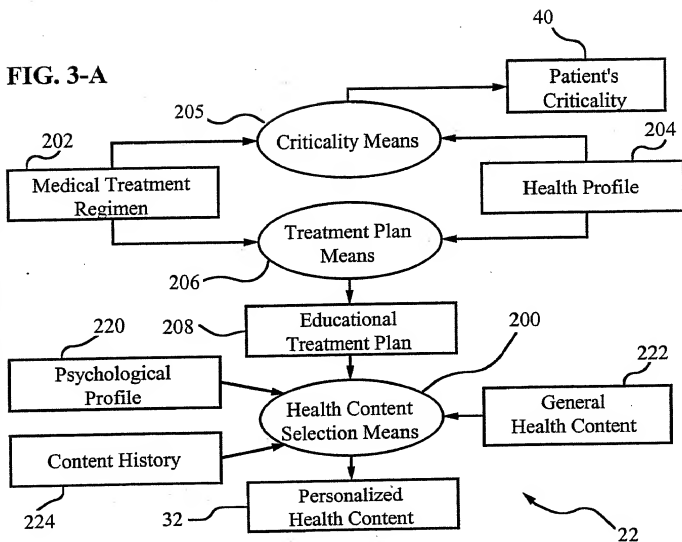 40
FIG. 3-A
Patient's
Criticality
205
Criticality Means
202
204
Medical Treatment
Regimen
Health Profile
Treatment Plan
Means
206
208
Educational
Treatment Plan
220
200
222
Psychological
Profile
Health Content
Selection Means
General
Health Content
Content History
224
32
Personalized
Health Content
22